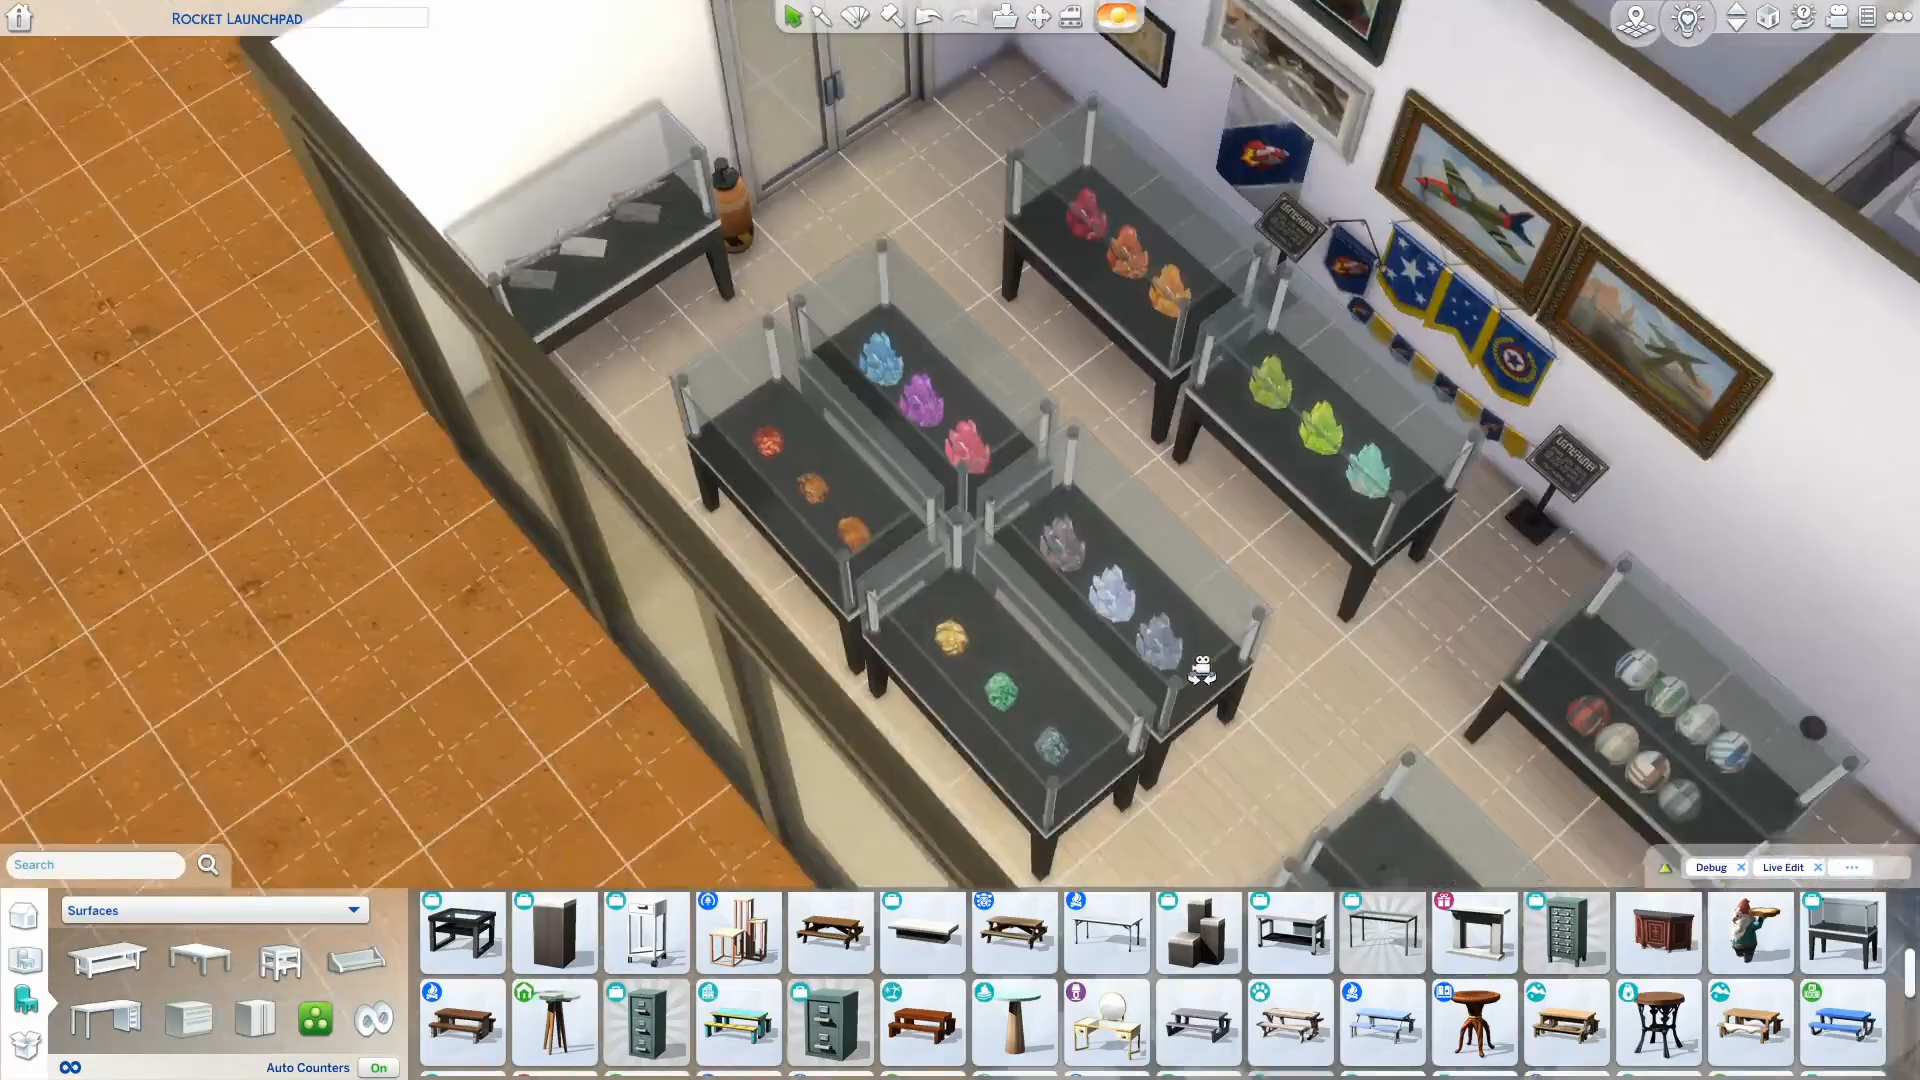 ROCKET LAUNCHPAD
Search
Debug
Live Edit
Surfaces
Auto Counters
On